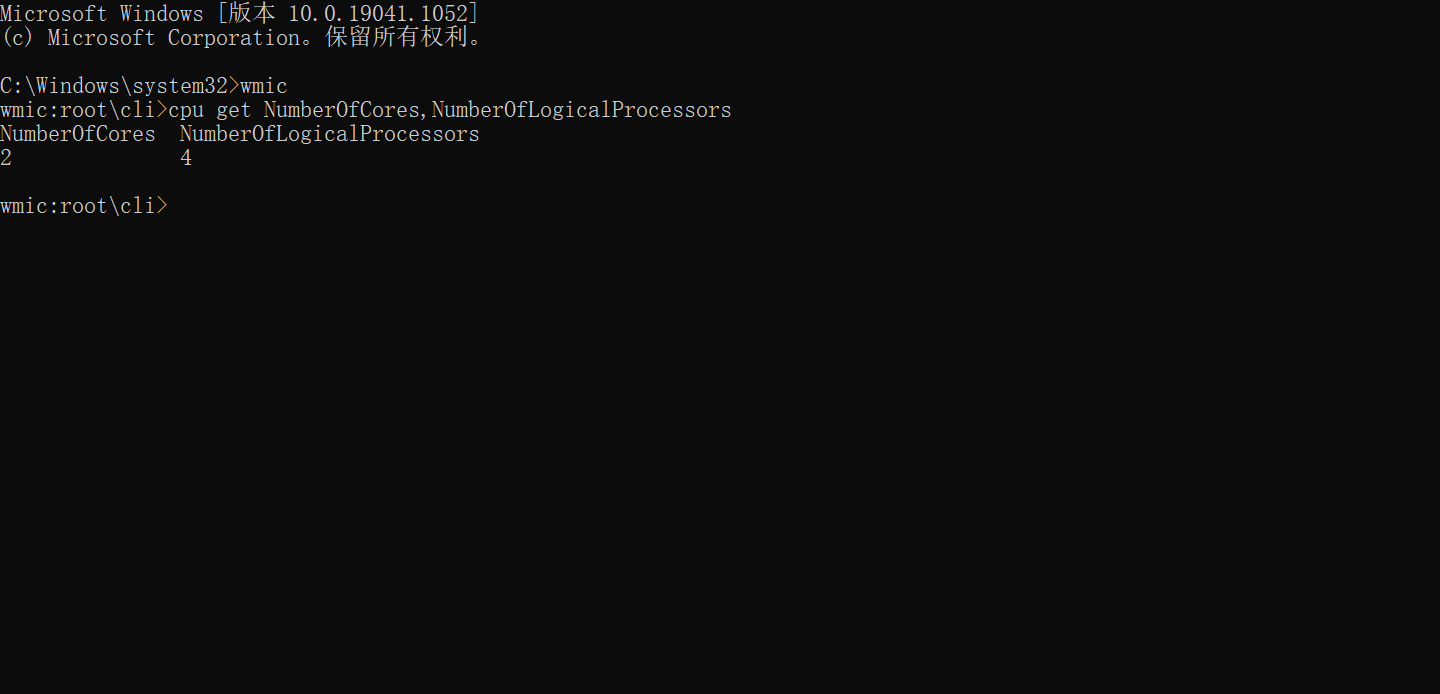 Microsoft Windows [版本 10.0.19041.1052]
(c) Microsoft Corporation。保留所有权利。
C:\Windows\system32>wmic
wmic:root\cli>cpu get NumberOfCores,NumberOfLogicalProcessors
NumberOfCores  NumberOfLogicalProcessors
2              4
wmic:root\cli>